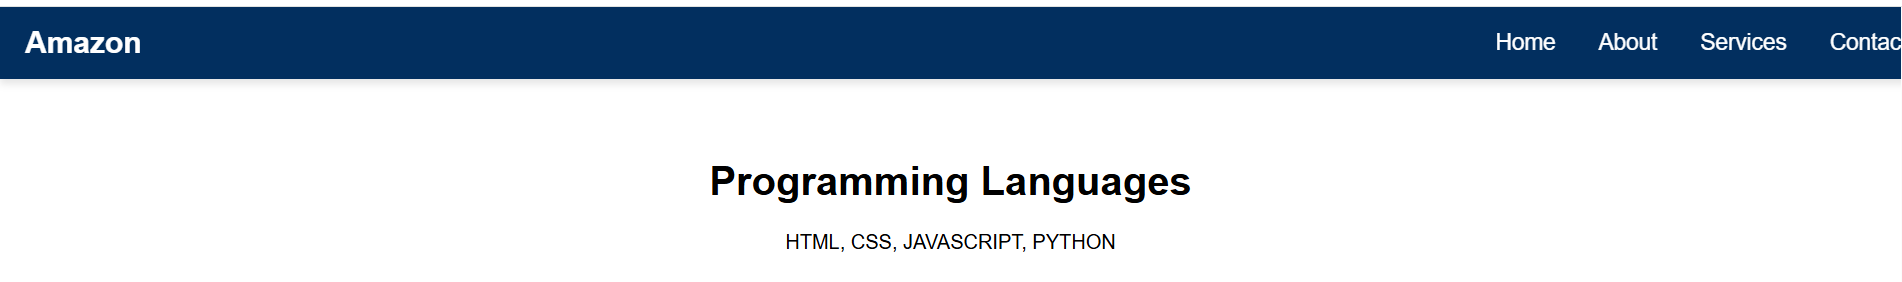 Amazon Home About Services Contac
Programming Languages
HTML, CSS, JAVASCRIPT, PYTHON